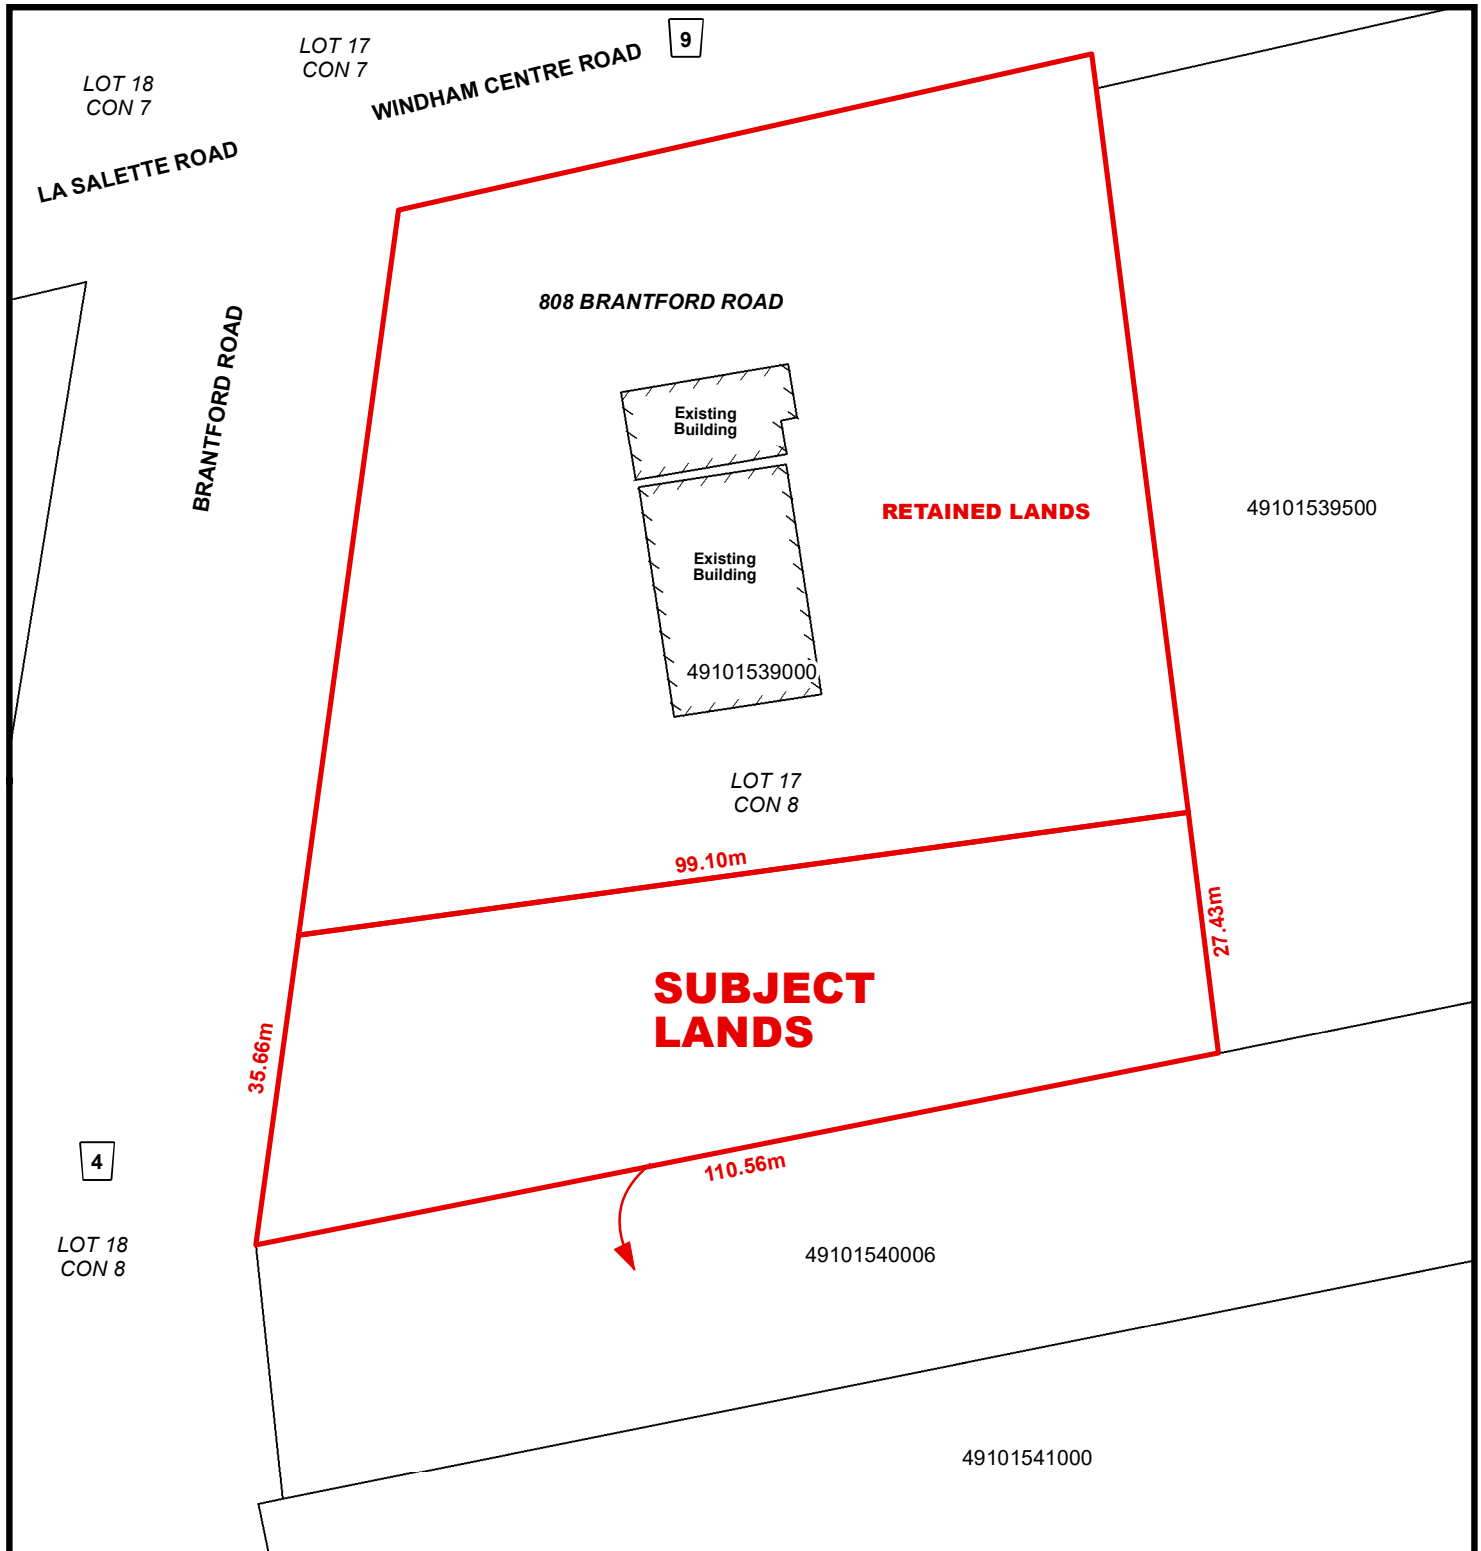 9
LOT 17
CON 7
LOT 18
CON 7
WINDHAM CENTRE ROAD
LA SALETTE ROAD
808 BRANTFORD ROAD
BRANTFORD ROAD
Existing
Building
RETAINED LANDS
49101539500
Existing
Building
49101539000
LOT 17
CON 8
99.10m
27.43m
SUBJECT
LANDS
35.66m
4
110.56m
LOT 18
CON 8
49101540006
49101541000